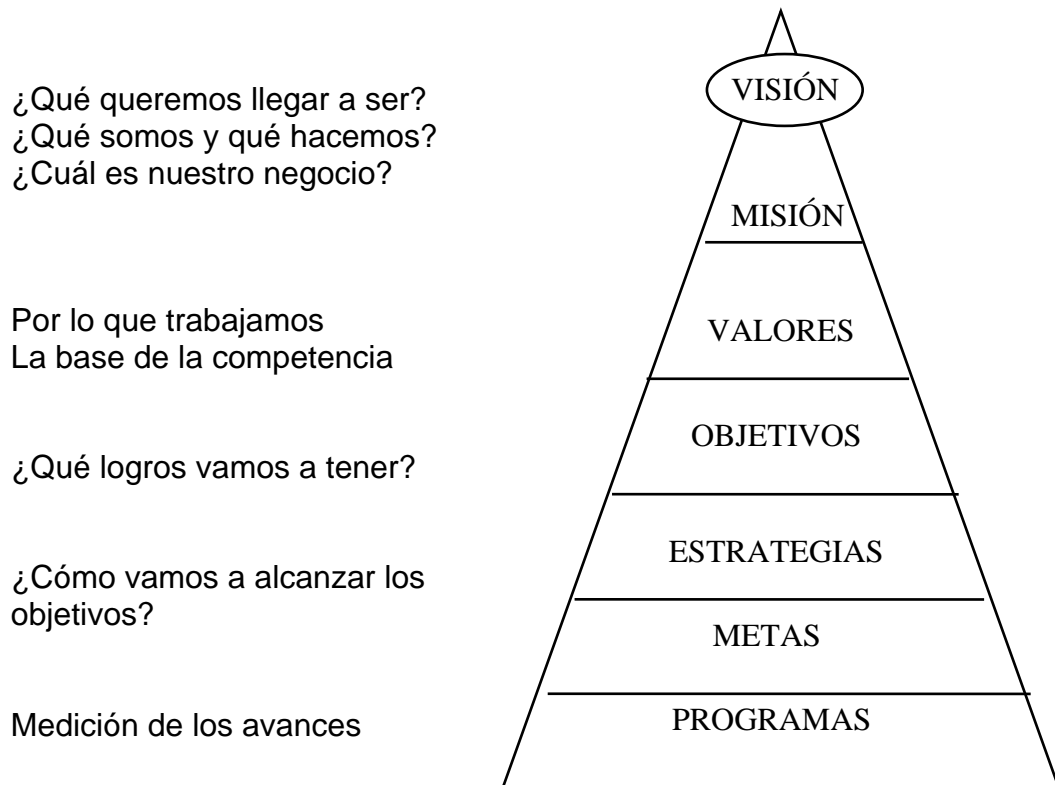 ¿Qué queremos llegar a ser?
¿Qué somos y qué hacemos?
¿Cuál es nuestro negocio?
Por lo que trabajamos
La base de la competencia
¿Qué logros vamos a tener?
¿Cómo vamos a alcanzar los
objetivos?
Medición de los avances
VISIÓN
MISIÓN
VALORES
OBJETIVOS
ESTRATEGIAS
METAS
PROGRAMAS